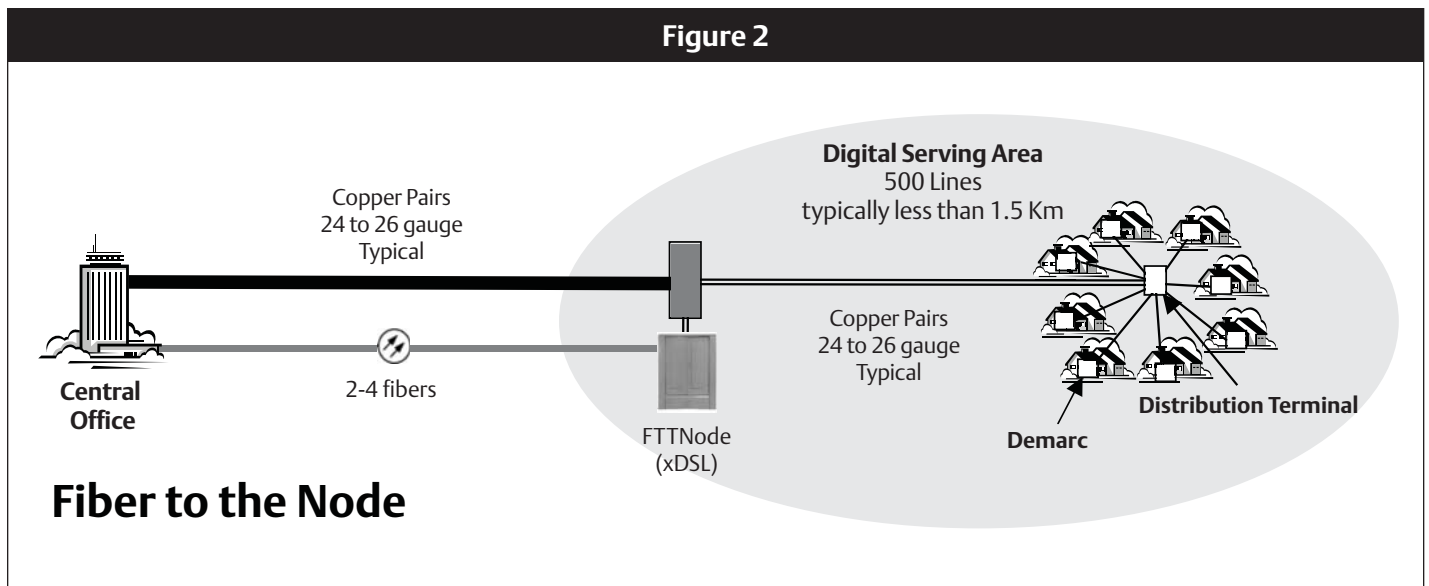 Figure 2
Digital Serving Area
500 Lines
typically less than 1.5 Km
Copper Pairs
24 to 26 gauge
Typical
Copper Pairs
24 to 26 gauge
Typical
2-4 fibers
Central
Office
FTTNode
(xDSL)
Distribution Terminal
Demarc
Fiber to the Node